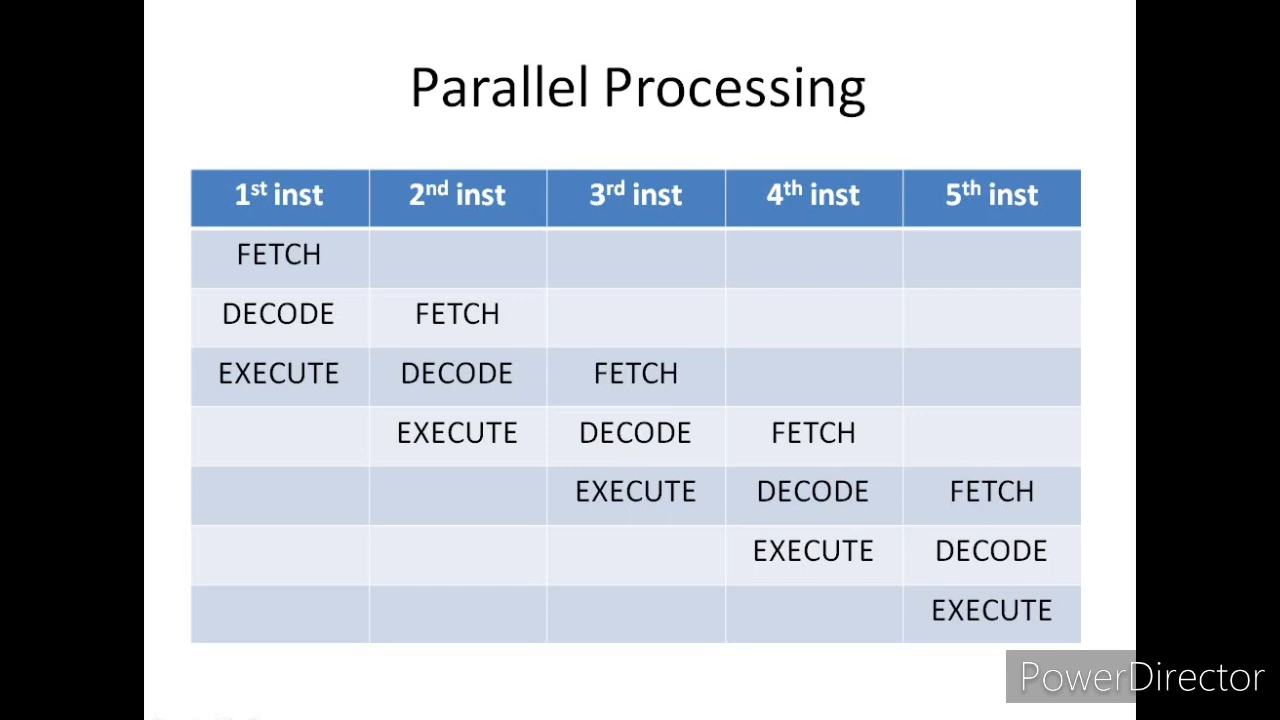 Parallel Processing
1st inst 2nd inst 3rd inst 4th inst 5th inst
FETCH
DECODE FETCH
EXECUTE DECODE FETCH
EXECUTE DECODE FETCH
EXECUTE DECODE FETCH
EXECUTE DECODE
EXECUTE
PowerDirector